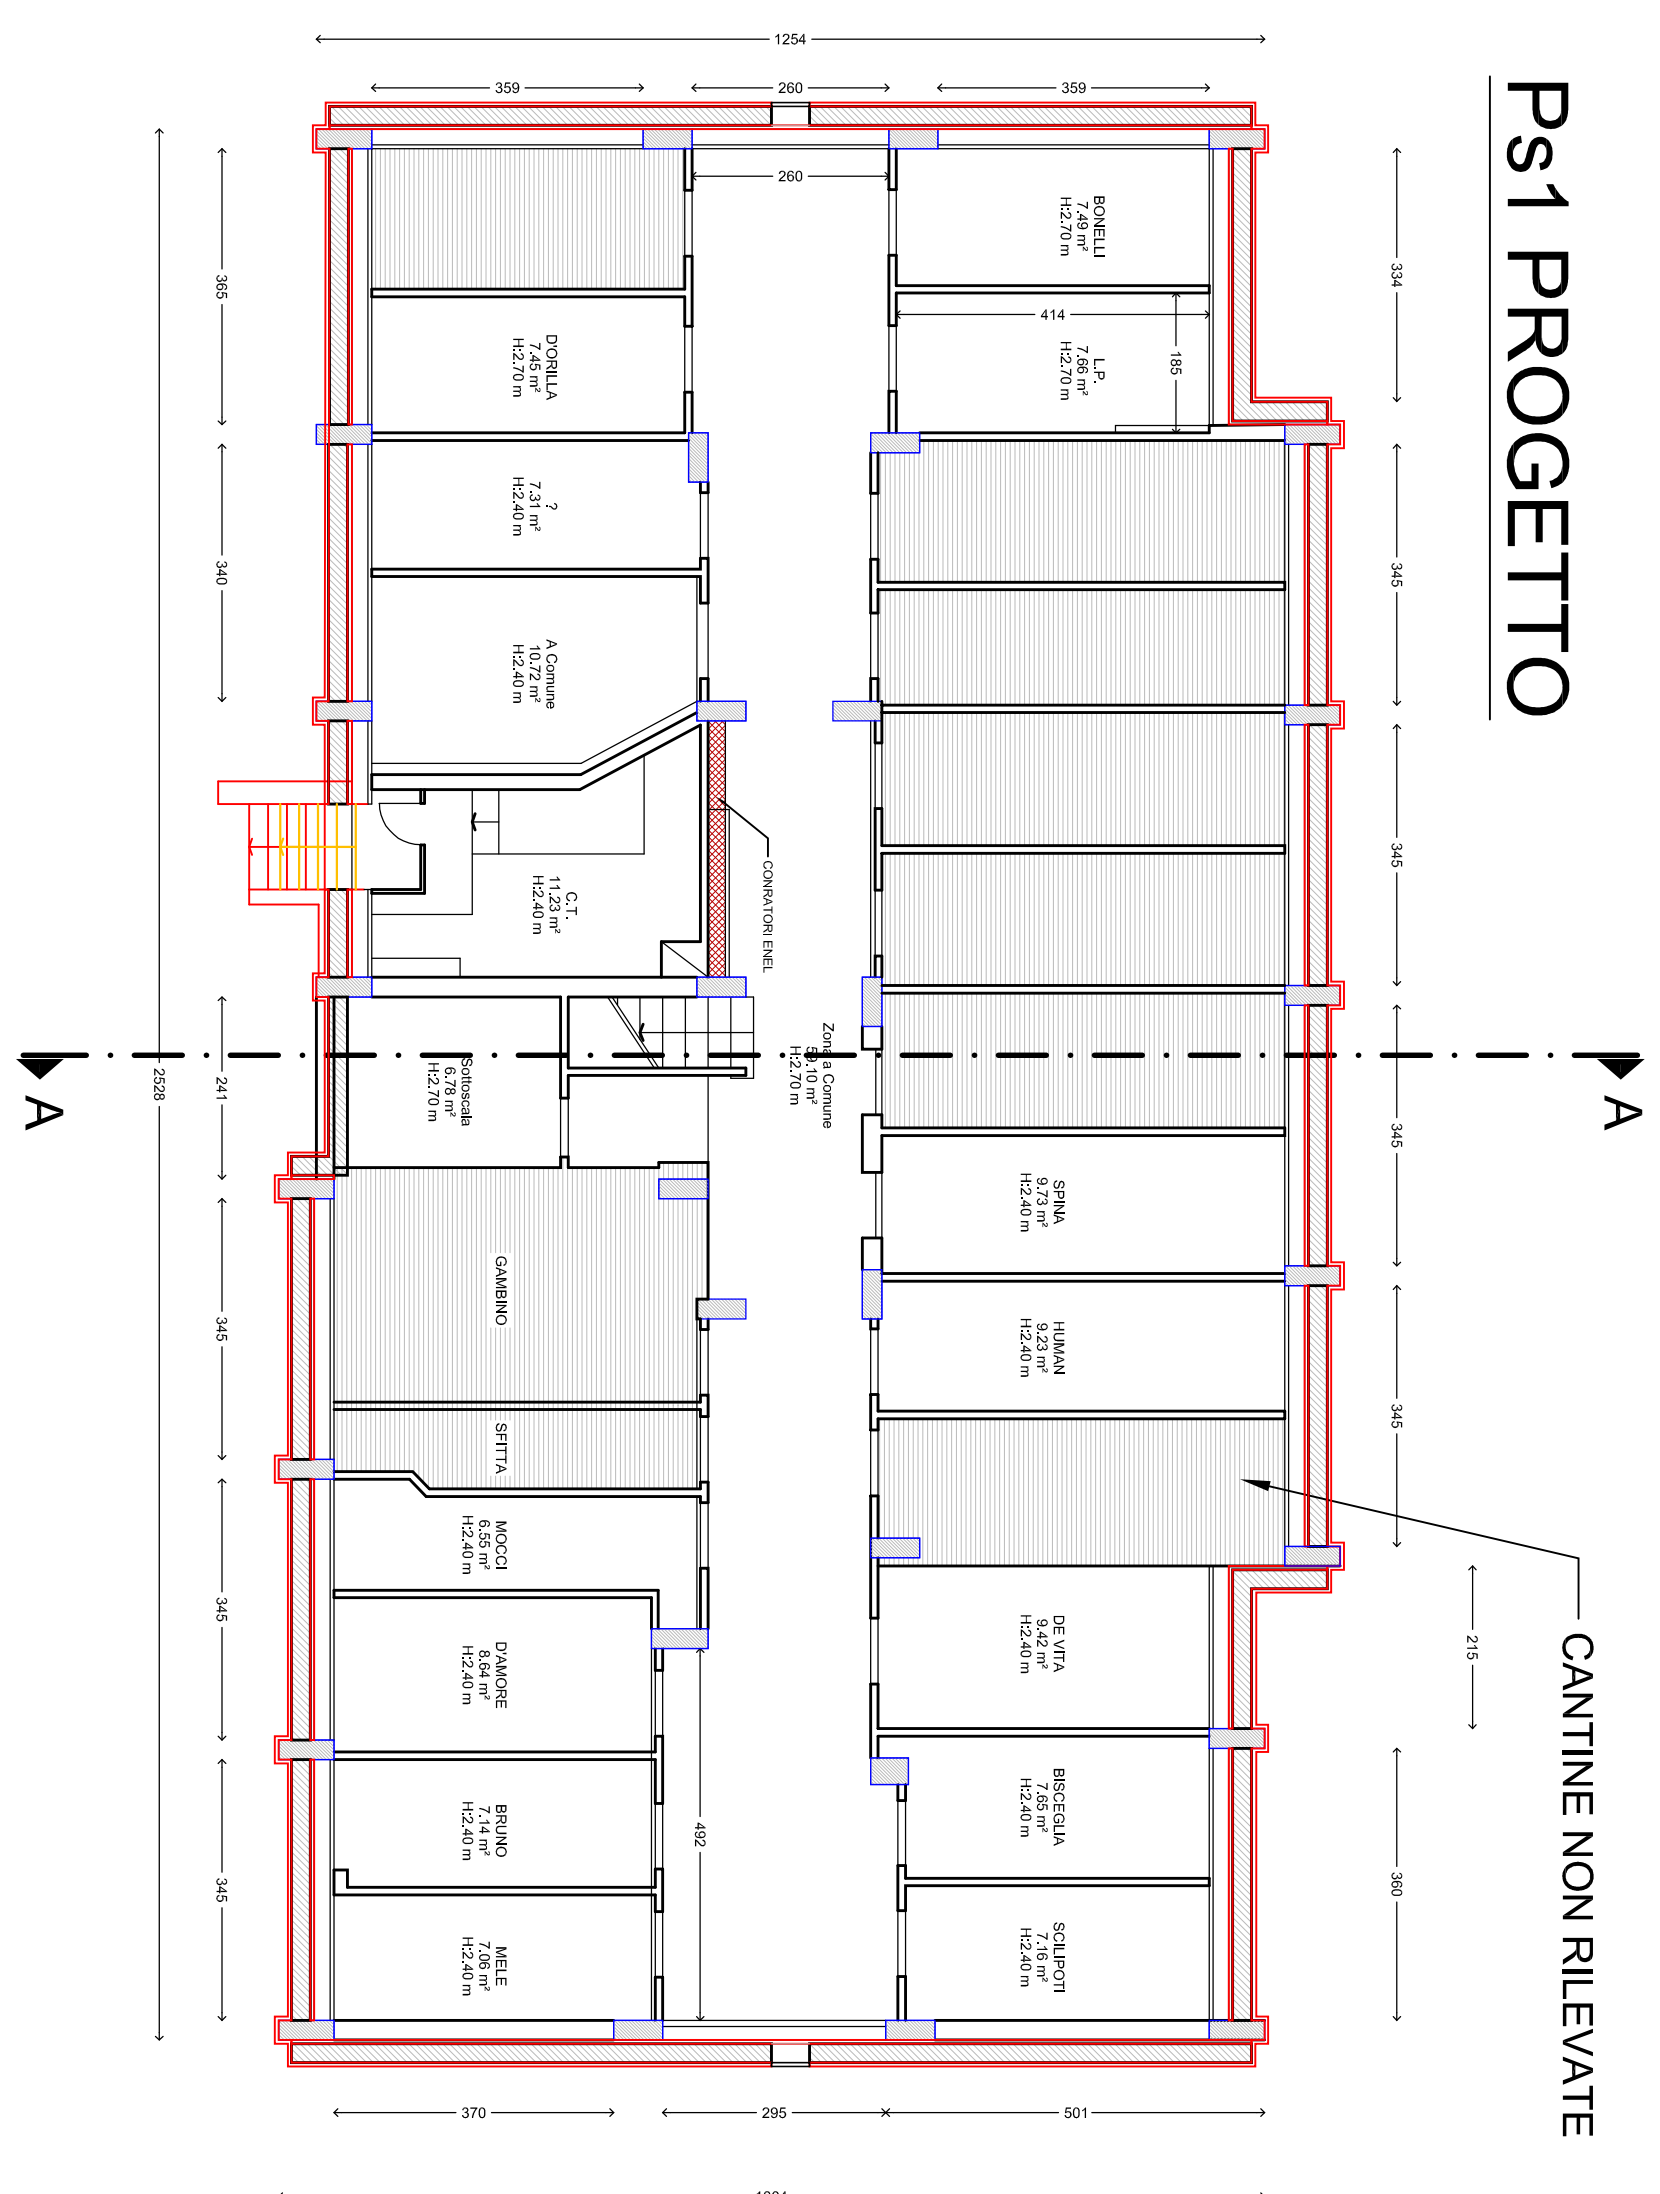 Ps1 PROGETTO
1254
359
260
359
260
334
345
345
345
345
215
360
365
340
241
2528
345
345
345
414
185
492
370
295
501
BONELLI
7.49 m²
H:2.70 m
L.P.
7.66 m²
H:2.70 m
D'ORILLA
7.45 m²
H:2.70 m
?
7.31 m²
H:2.40 m
A Comune
10.72 m²
H:2.40 m
C.T.
11.23 m²
H:2.40 m
CONRATORI ENEL
Zona a Comune
59.10 m²
H:2.70 m
Sottoscala
6.78 m²
H:2.70 m
A
A
SPINA
9.73 m²
H:2.40 m
HUMAN
9.23 m²
H:2.40 m
GAMBINO
SFITTA
MOCCI
6.55 m²
H:2.40 m
D'AMORE
8.64 m²
H:2.40 m
BRUNO
7.14 m²
H:2.40 m
MELE
7.06 m²
H:2.40 m
DE VITA
9.42 m²
H:2.40 m
BISCEGLIA
7.65 m²
H:2.40 m
SCILIPOTI
7.16 m²
H:2.40 m
CANTINE NON RILEVATE